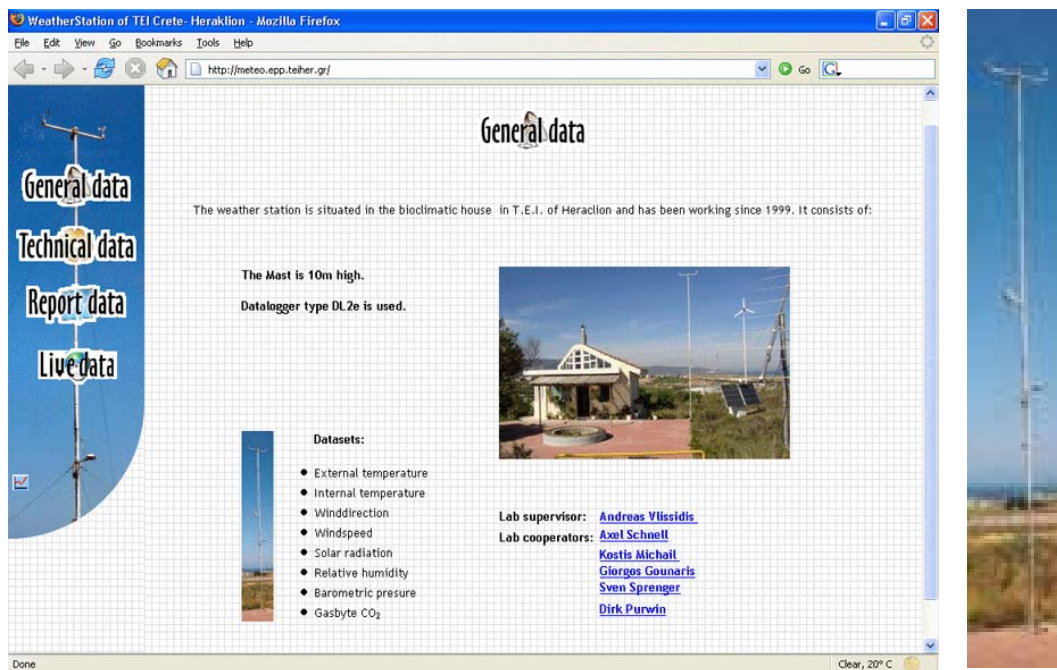 WeatherStation of TEI Crete- Heraklion - Mozilla Firefox
File Edit View Go Bookmarks Tools Help
http://meteo.epp.teiher.gr/
Go
G
General data
Technical data
Report data
Live data
General data
The weather station is situated in the bioclimatic house in T.E.I. of Heraclion and has been working since 1999. It consists of:
The Mast is 10m high.
Datalogger type DL2e is used.
Datasets:
External temperature
Internal temperature
Winddirection
Windspeed
Solar radiation
Relative humidity
Barometric presure
Gasbyte CO₂
Lab supervisor: Andreas Vlissidis
Lab cooperators: Axel Schnell
Kostis Michail
Giorgos Gounaris
Sven Sprenger
Dirk Purwin
Done
Clear, 20° C